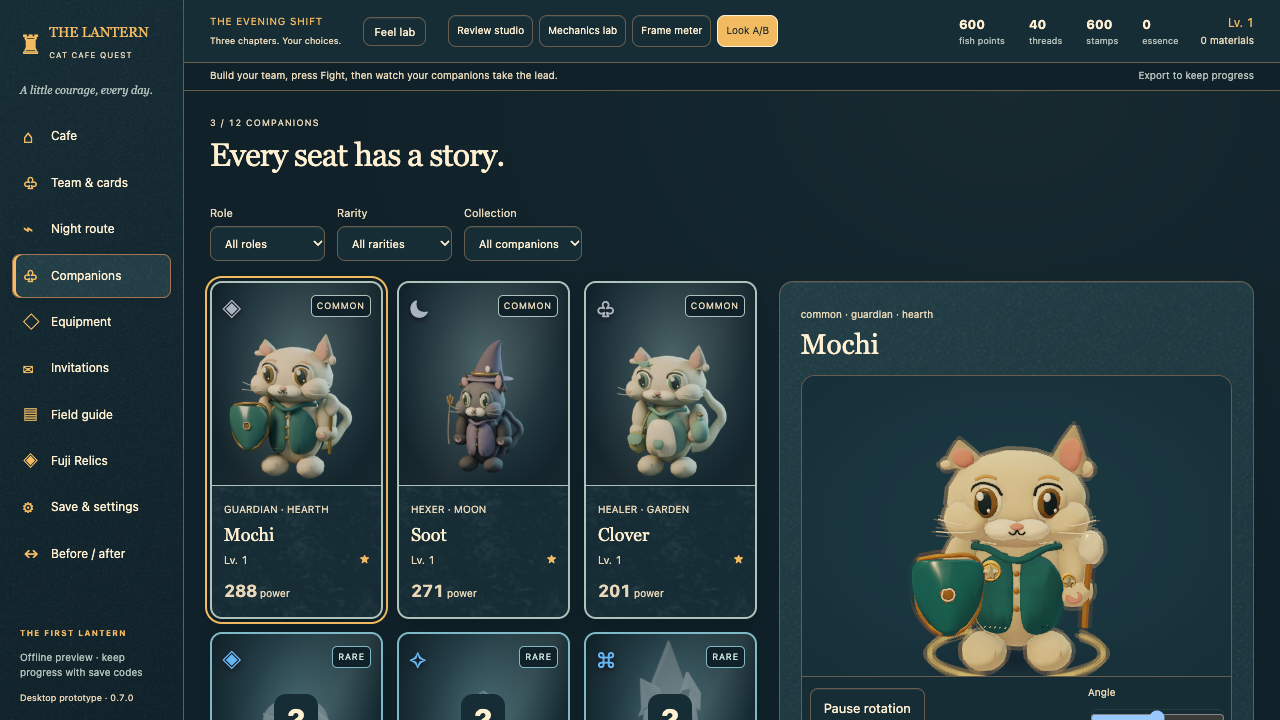 THE LANTERN
CAT CAFE QUEST
A little courage, every day.
Cafe
Team & cards
Night route
Companions
Equipment
Invitations
Field guide
Fuji Relics
Save & settings
Before / after
THE FIRST LANTERN
Offline preview · keep
progress with save codes
Desktop prototype · 0.7.0
THE EVENING SHIFT
Three chapters. Your choices.
Feel lab
Review studio
Mechanics lab
Frame meter
Look A/B
600
fish points
40
threads
600
stamps
0
essence
Lv. 1
0 materials
Build your team, press Fight, then watch your companions take the lead.
Export to keep progress
3 / 12 COMPANIONS
Every seat has a story.
Role
Rarity
Collection
All roles
All rarities
All companions
COMMON
GUARDIAN · HEARTH
Mochi
Lv. 1
288 power
COMMON
HEXER · MOON
Soot
Lv. 1
271 power
COMMON
HEALER · GARDEN
Clover
Lv. 1
201 power
RARE
?
RARE
?
RARE
?
common · guardian · hearth
Mochi
Pause rotation
Angle